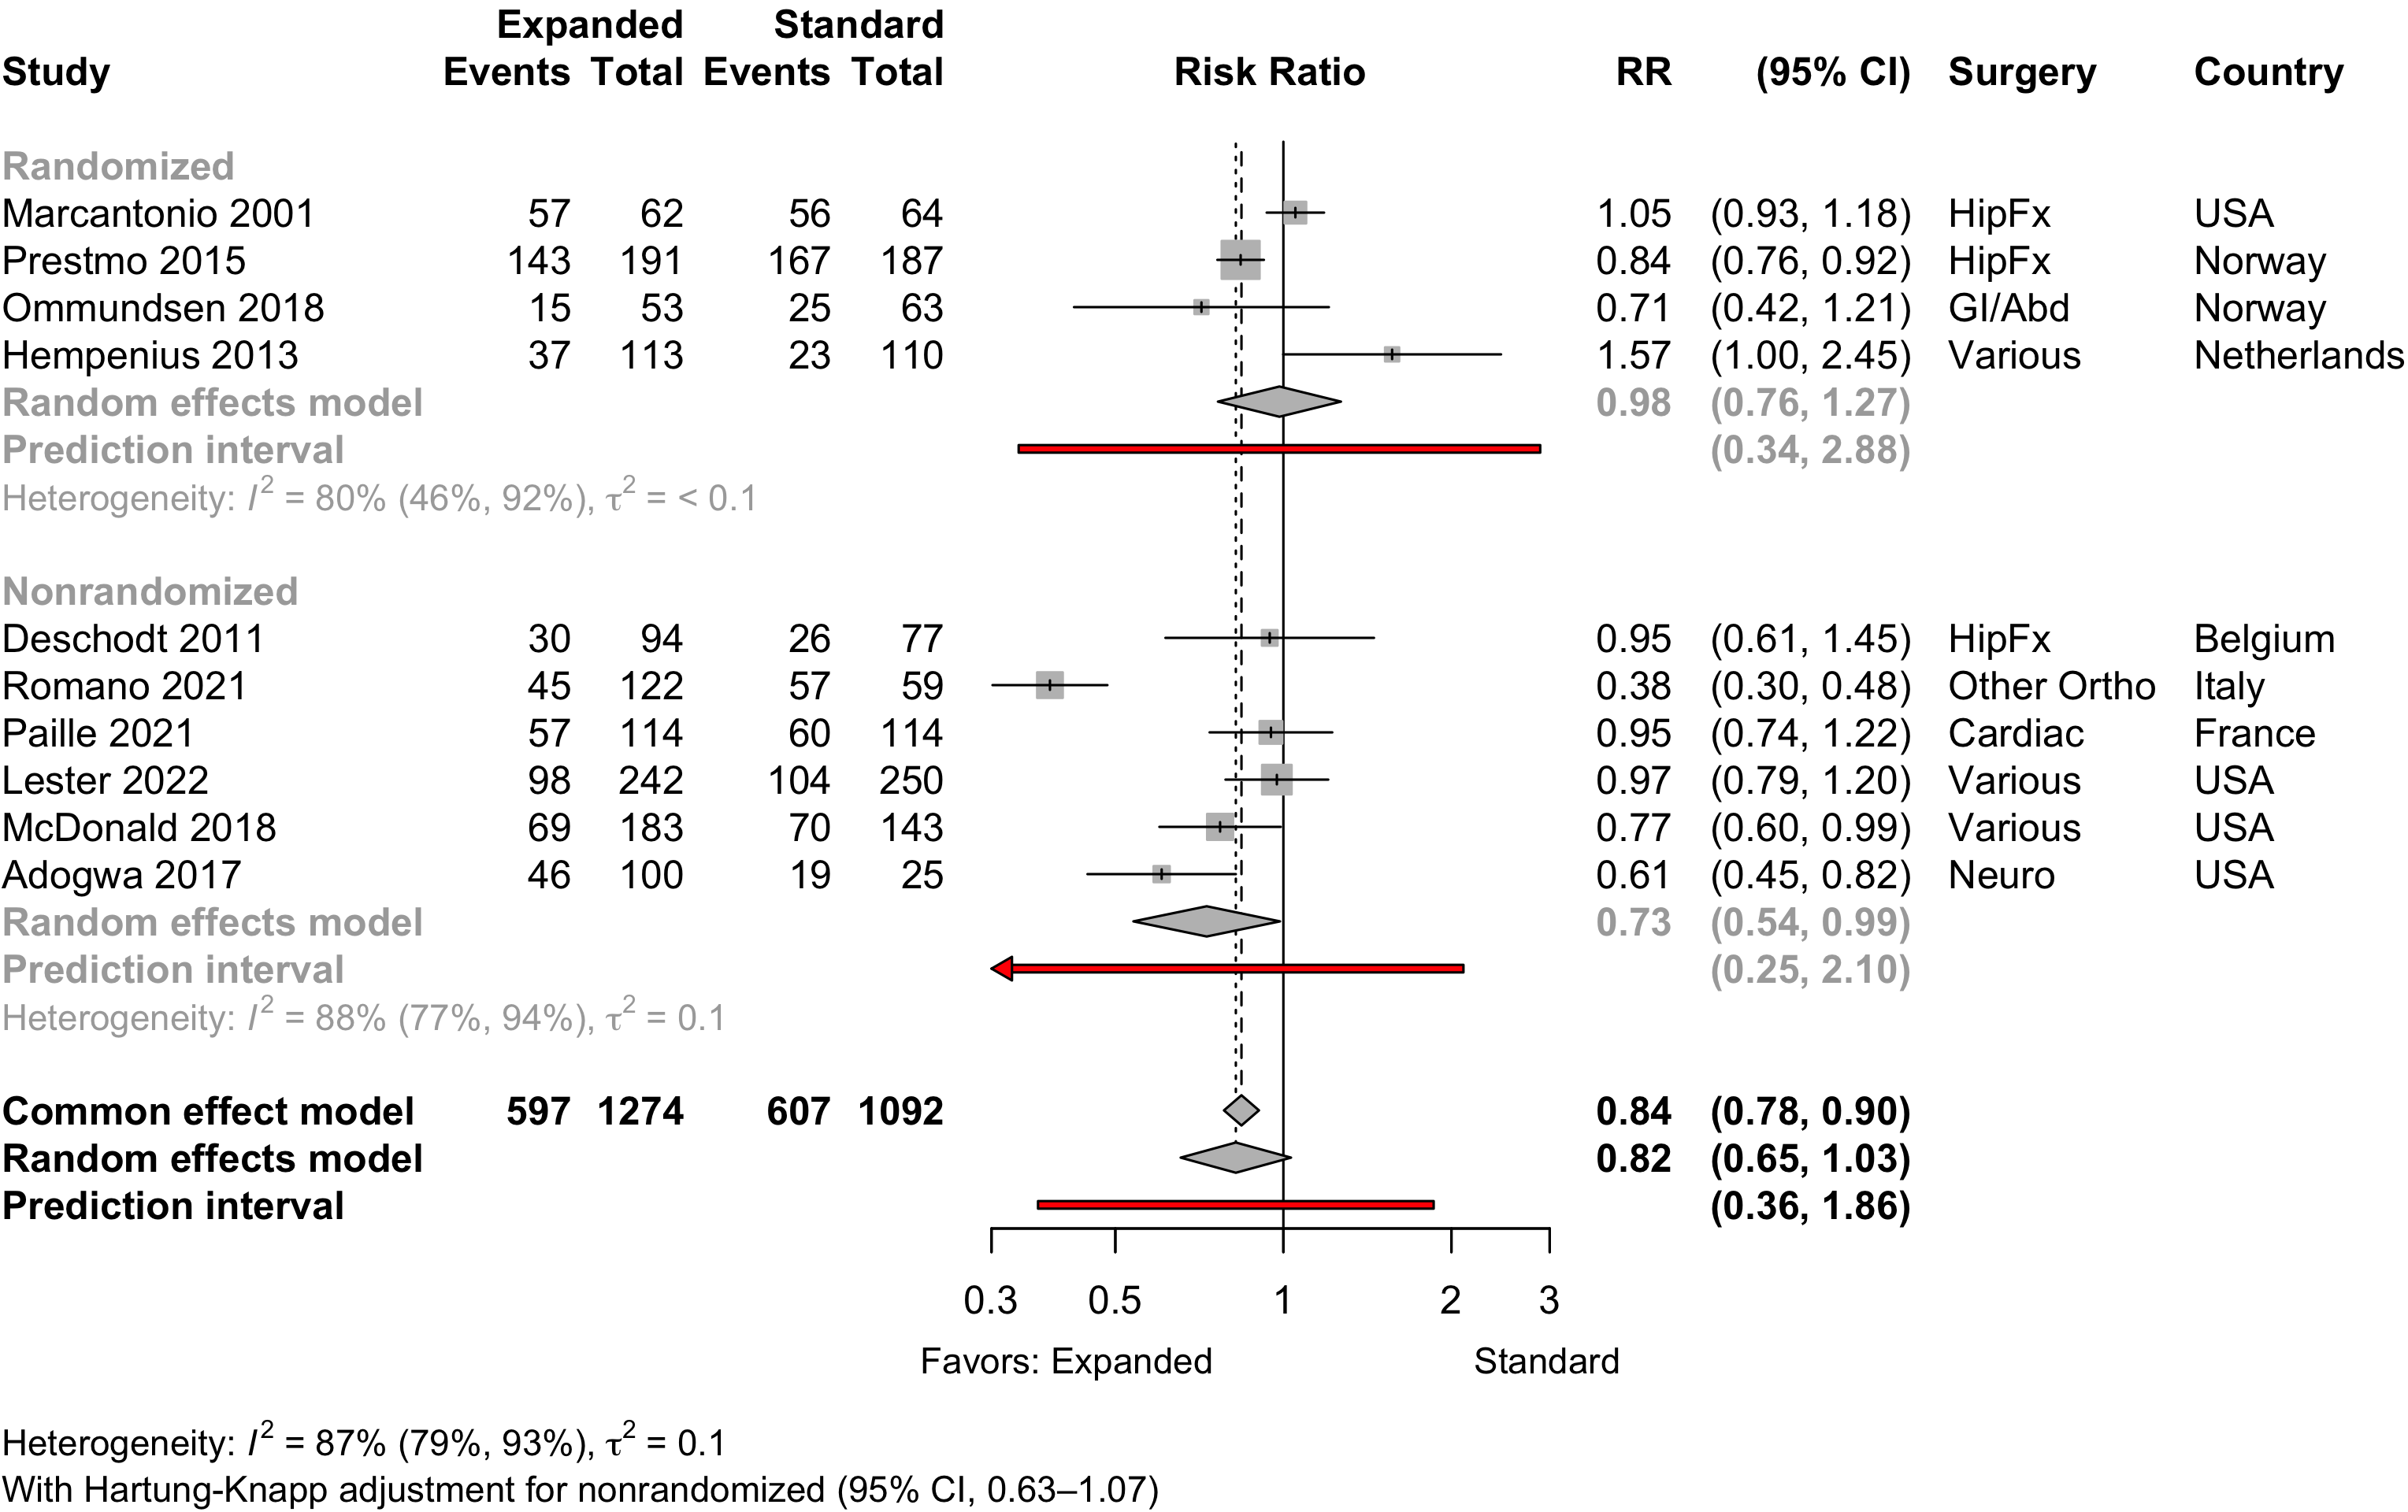 Expanded Standard
Study Events Total Events Total Risk Ratio RR (95% CI) Surgery Country
Randomized
Marcantonio 2001 57 62 56 64 1.05 (0.93, 1.18) HipFx USA
Prestmo 2015 143 191 167 187 0.84 (0.76, 0.92) HipFx Norway
Ommundsen 2018 15 53 25 63 0.71 (0.42, 1.21) GI/Abd Norway
Hempenius 2013 37 113 23 110 1.57 (1.00, 2.45) Various Netherlands
Random effects model 0.98 (0.76, 1.27)
Prediction interval (0.34, 2.88)
Heterogeneity: I² = 80% (46%, 92%), τ² = < 0.1
Nonrandomized
Deschodt 2011 30 94 26 77 0.95 (0.61, 1.45) HipFx Belgium
Romano 2021 45 122 57 59 0.38 (0.30, 0.48) Other Ortho Italy
Paille 2021 57 114 60 114 0.95 (0.74, 1.22) Cardiac France
Lester 2022 98 242 104 250 0.97 (0.79, 1.20) Various USA
McDonald 2018 69 183 70 143 0.77 (0.60, 0.99) Various USA
Adogwa 2017 46 100 19 25 0.61 (0.45, 0.82) Neuro USA
Random effects model 0.73 (0.54, 0.99)
Prediction interval (0.25, 2.10)
Heterogeneity: I² = 88% (77%, 94%), τ² = 0.1
Common effect model 597 1274 607 1092 0.84 (0.78, 0.90)
Random effects model 0.82 (0.65, 1.03)
Prediction interval (0.36, 1.86)
0.3 0.5 1 2 3
Favors: Expanded Standard
Heterogeneity: I² = 87% (79%, 93%), τ² = 0.1
With Hartung-Knapp adjustment for nonrandomized (95% CI, 0.63–1.07)